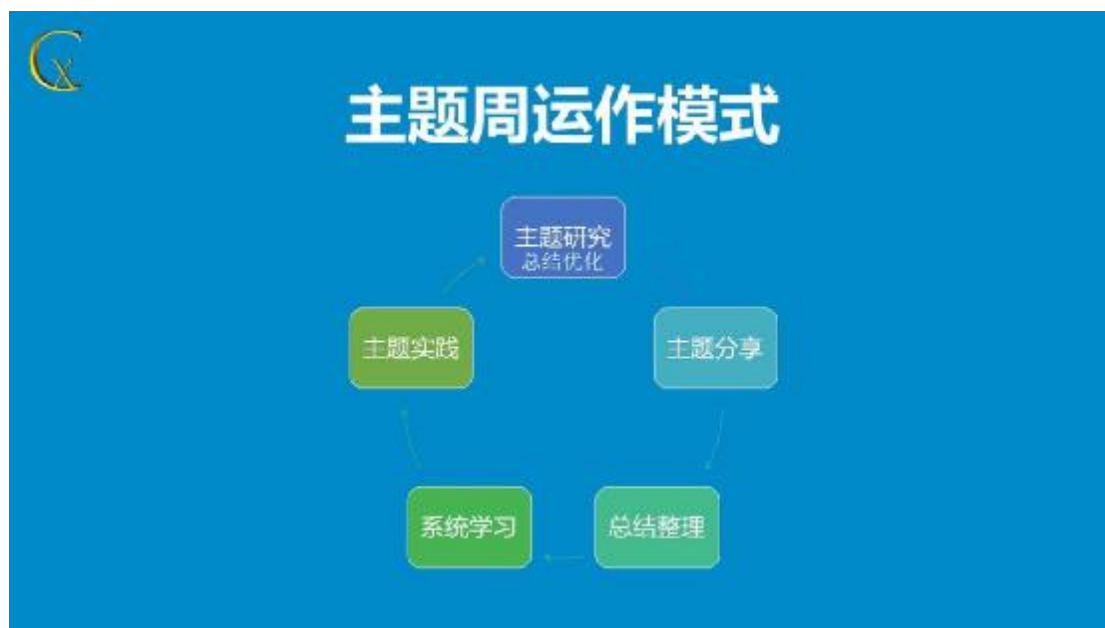 Cx
主题周运作模式
主题研究
总结优化
主题实践
主题分享
系统学习
总结整理